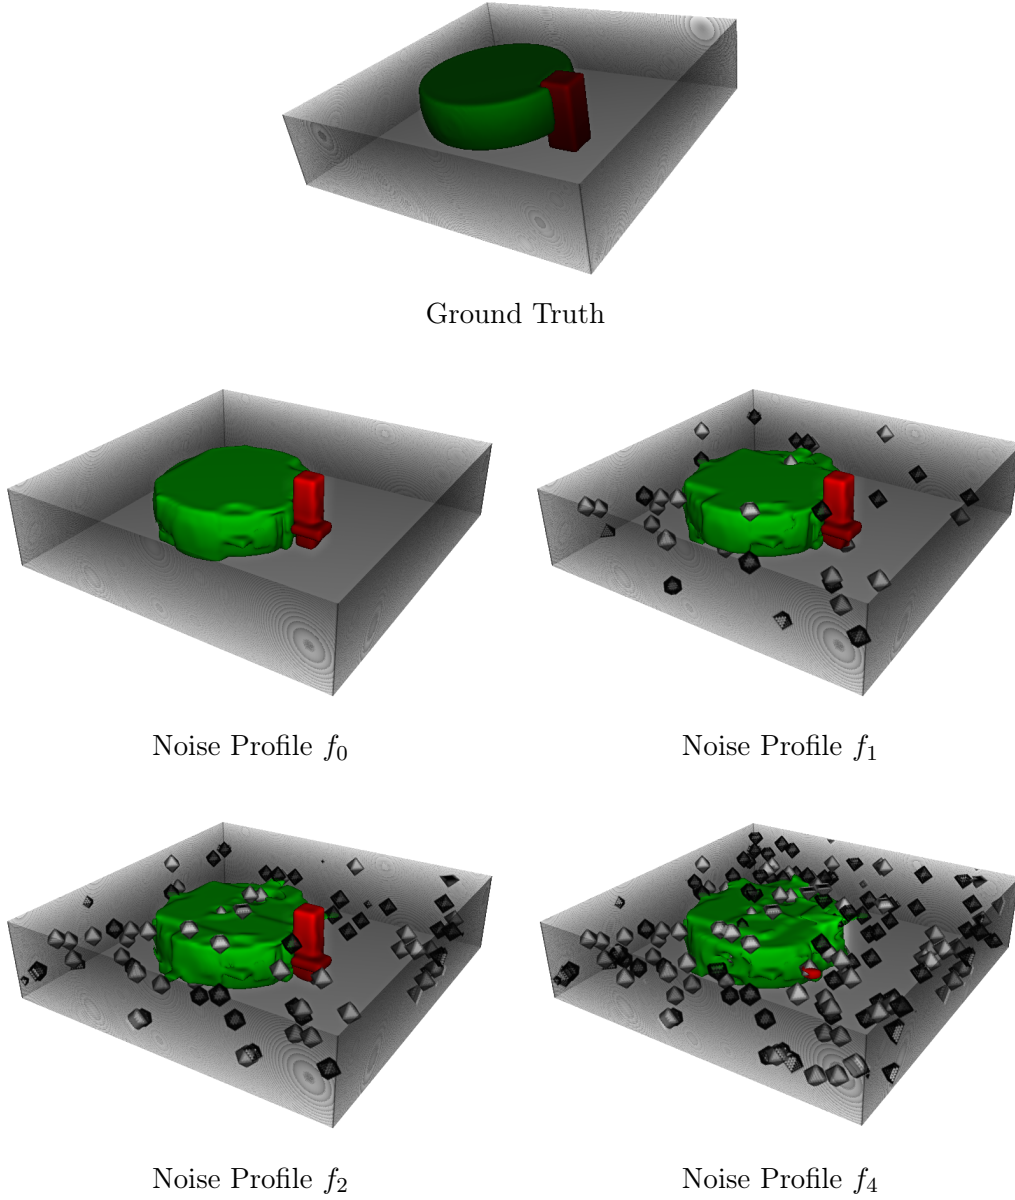 Ground Truth
Noise Profile f₀
Noise Profile f₁
Noise Profile f₂
Noise Profile f₄